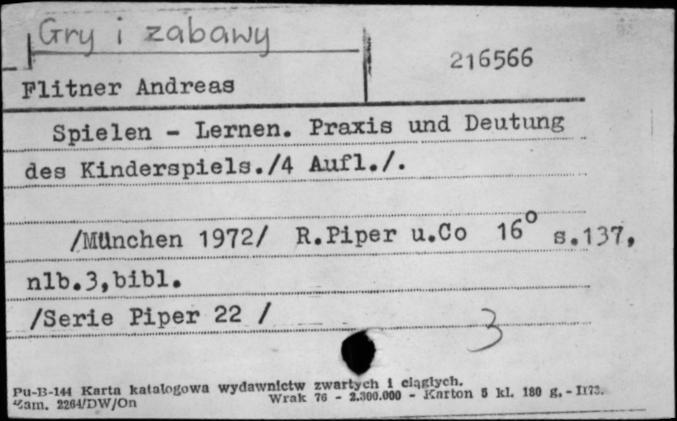 Gry i zabawy
216566
Flitner Andreas
Spielen - Lernen. Praxis und Deutung
des Kinderspiels./4 Aufl./.
/München 1972/ R.Piper u.Co 16° s.137,
nlb.3,bibl.
/Serie Piper 22 /
3
Pu-B-144 Karta katalogowa wydawnictw zwartych i ciągłych.
Zam. 2264/DW/On Wrak 76 - 2.300.000 - Karton 5 kl. 180 g. - II73.